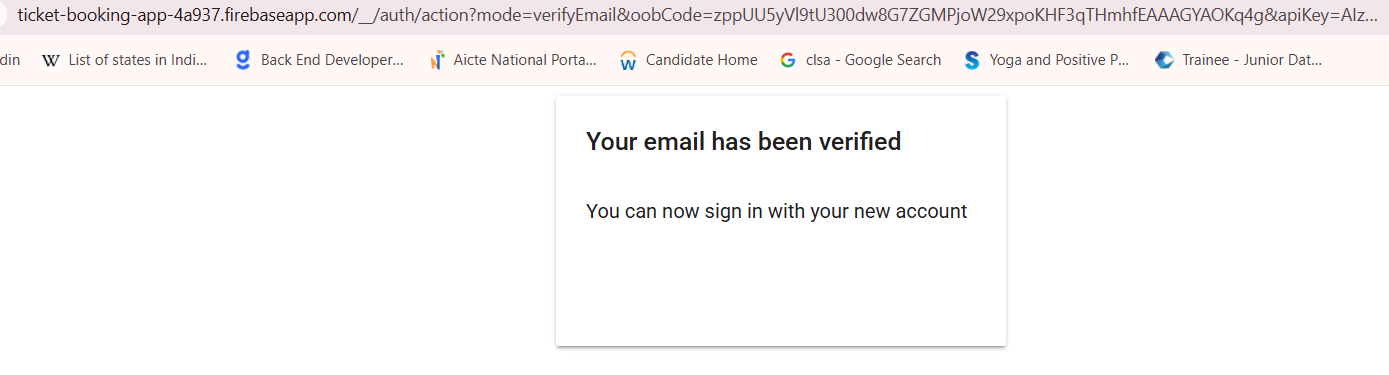 ticket-booking-app-4a937.firebaseapp.com/__/auth/action?mode=verifyEmail&oobCode=zppUU5yVl9tU300dw8G7ZGMPjoW29xpoKHF3qTHmhfEAAAGYAOKq4g&apiKey=AIz...
din List of states in Indi... Back End Developer... Aicte National Porta... Candidate Home clsa - Google Search Yoga and Positive P... Trainee - Junior Dat...
Your email has been verified
You can now sign in with your new account